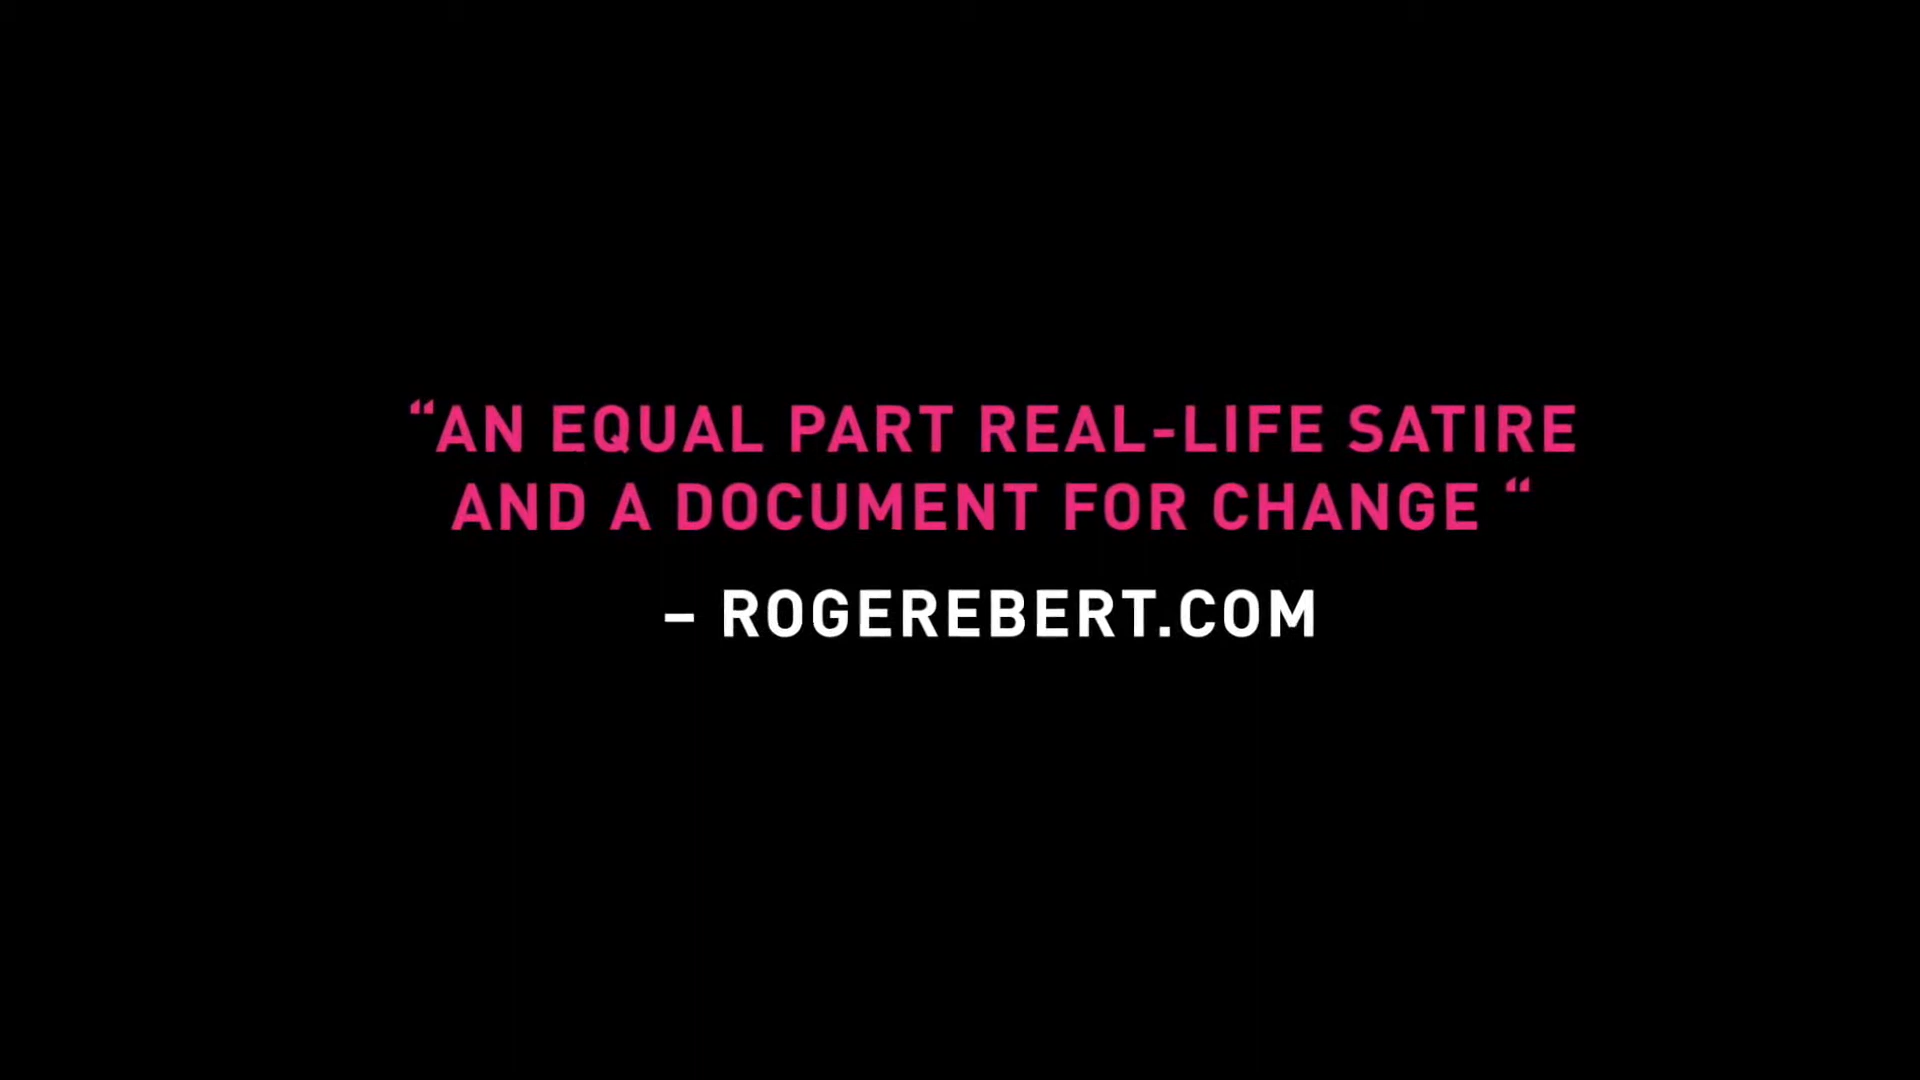 “AN EQUAL PART REAL-LIFE SATIRE
AND A DOCUMENT FOR CHANGE “
– ROGEREBERT.COM